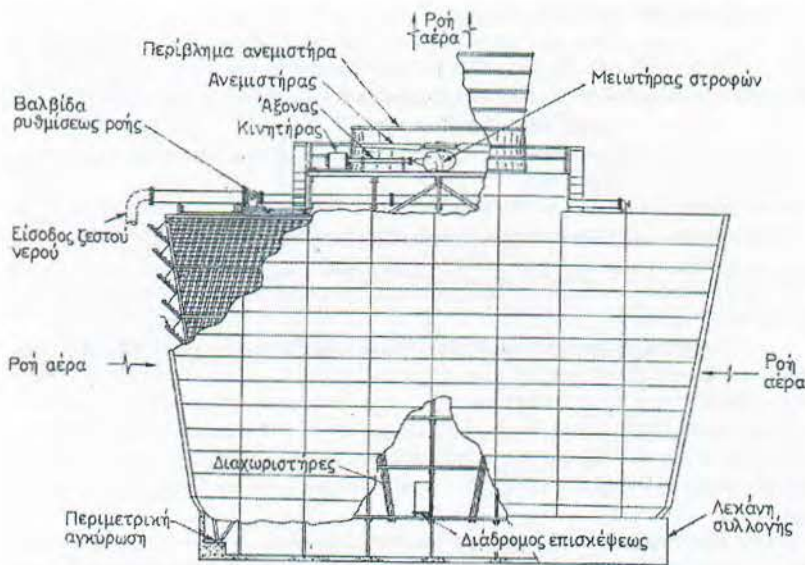 Ροή
αέρα
Περίβλημα ανεμιστήρα
Ανεμιστήρας
Μειωτήρας στροφών
Άξονας
Βαλβίδα
ρυθμίσεως ροής
Κινητήρας
Είσοδος ζεστού
νερού
Ροή αέρα
Ροή
αέρα
Διαχωριστήρες
Περιμετρική
αγκύρωση
Διάδρομος επισκέψεως
Λεκάνη
συλλογής